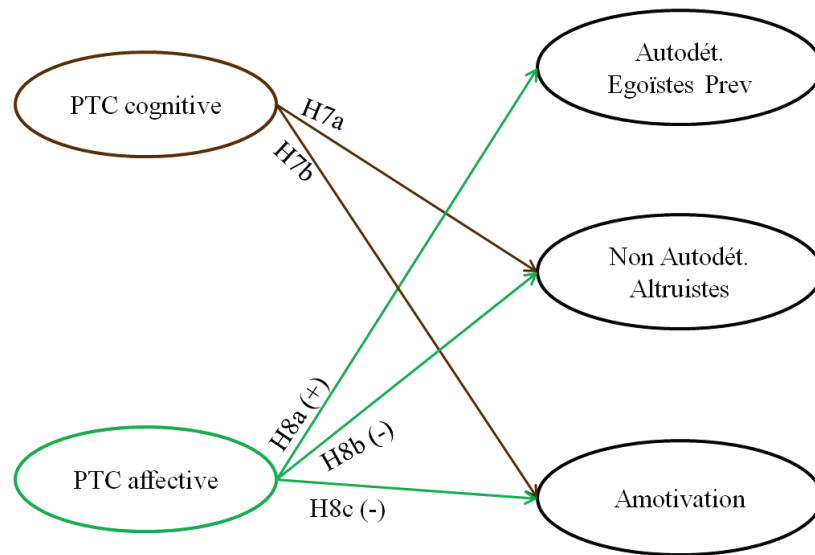 Autodét.
Egoïstes Prev
PTC cognitive
H7a
H7b
Non Autodét.
Altruistes
H8a (+)
H8b (-)
PTC affective
H8c (-)
Amotivation